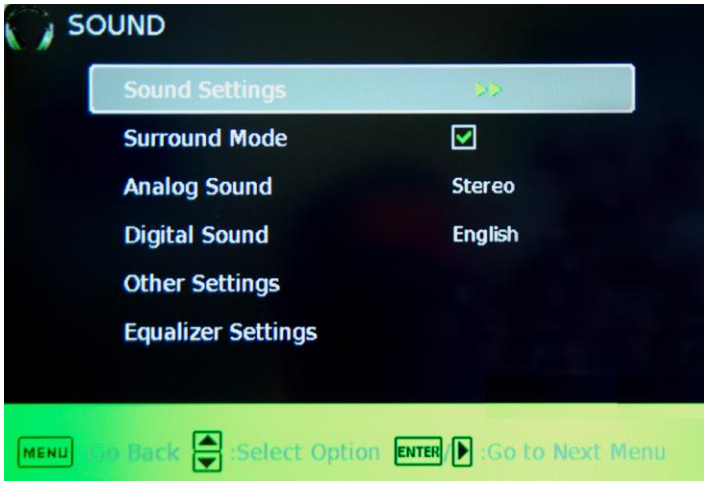 SOUND
Sound Settings
Surround Mode
Analog Sound Stereo
Digital Sound English
Other Settings
Equalizer Settings
MENU :Go Back :Select Option ENTER/ :Go to Next Menu